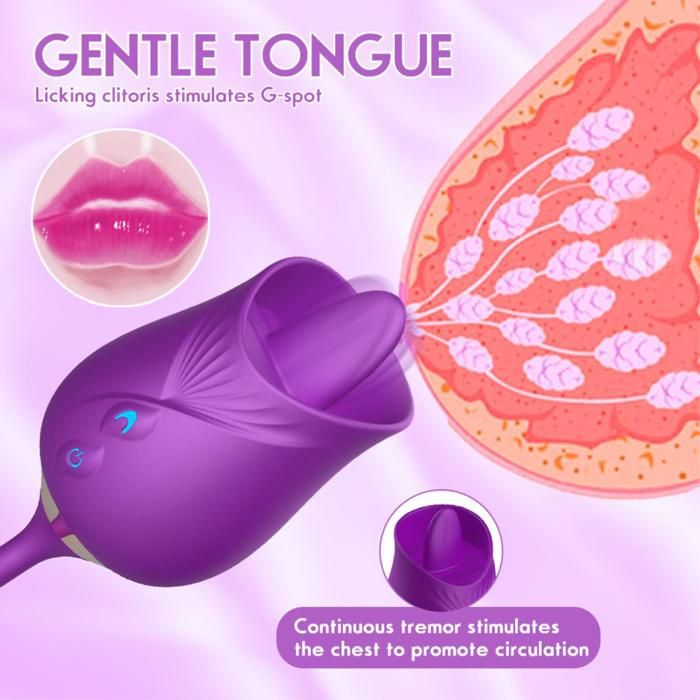 GENTLE TONGUE
Licking clitoris stimulates G-spot
Continuous tremor stimulates
the chest to promote circulation